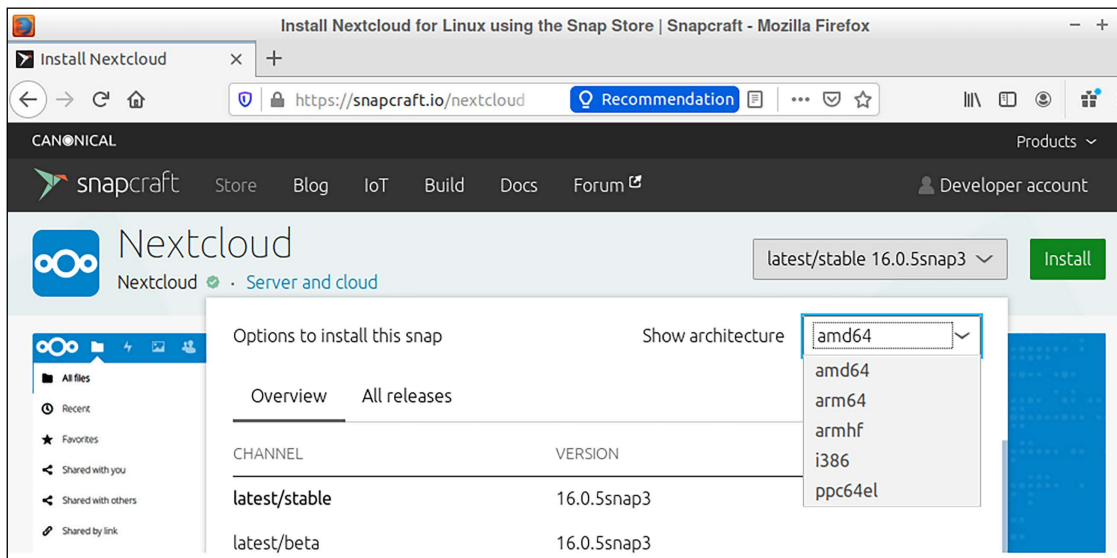 Install Nextcloud for Linux using the Snap Store | Snapcraft - Mozilla Firefox
Install Nextcloud
https://snapcraft.io/nextcloud Recommendation
CANONICAL Products
snapcraft Store Blog IoT Build Docs Forum Developer account
Nextcloud
latest/stable 16.0.5snap3 Install
Nextcloud · Server and cloud
Options to install this snap Show architecture amd64
amd64
All files
Overview All releases
arm64
Recent
armhf
Favorites
CHANNEL VERSION
i386
Shared with you
ppc64el
latest/stable 16.0.5snap3
Shared with others
Shared by link
latest/beta 16.0.5snap3